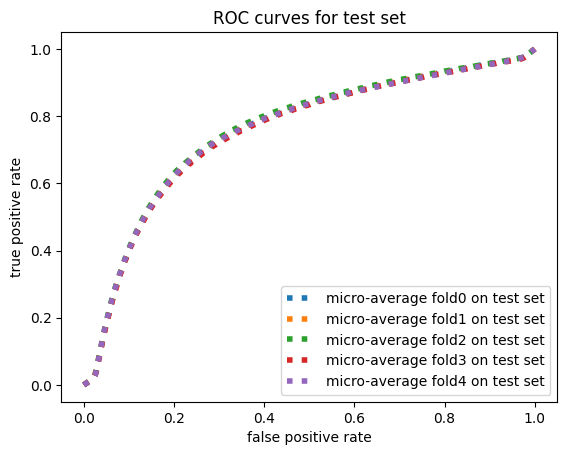 ROC curves for test set
1.0
0.8
0.6
0.4
0.2
0.0
true positive rate
micro-average fold0 on test set
micro-average fold1 on test set
micro-average fold2 on test set
micro-average fold3 on test set
micro-average fold4 on test set
0.0 0.2 0.4 0.6 0.8 1.0
false positive rate